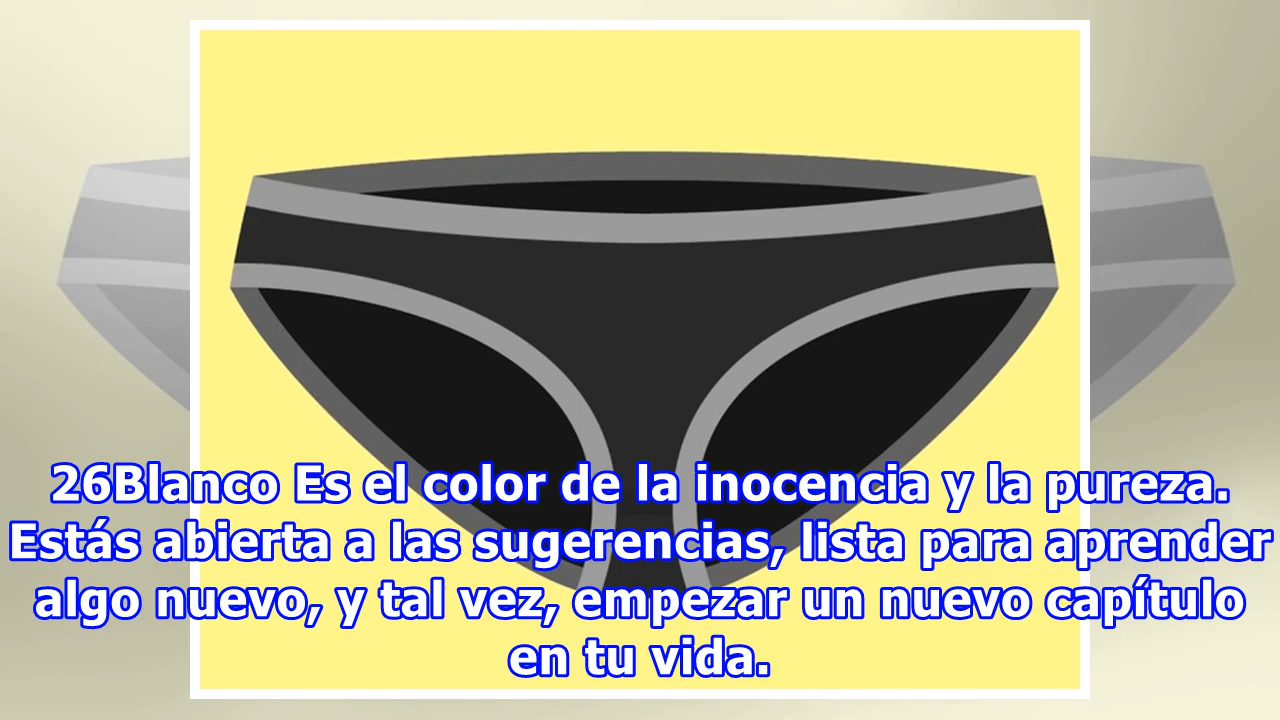 26Blanco Es el color de la inocencia y la pureza.
Estás abierta a las sugerencias, lista para aprender
algo nuevo, y tal vez, empezar un nuevo capítulo
en tu vida.